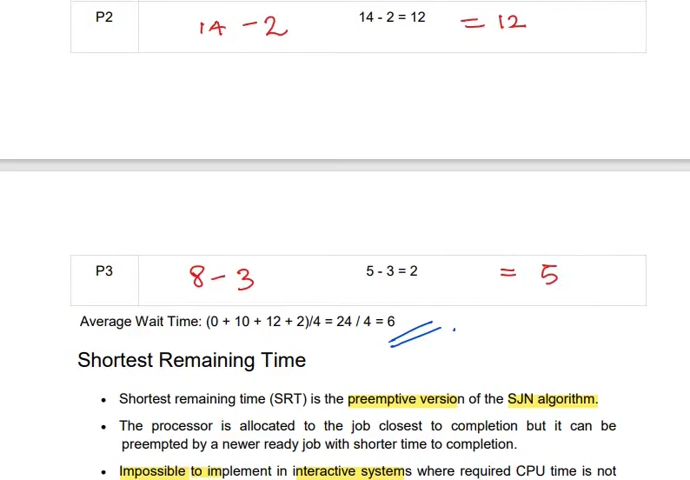 P2 14 - 2 14 - 2 = 12 = 12
P3 8 - 3 5 - 3 = 2 = 5
Average Wait Time: (0 + 10 + 12 + 2)/4 = 24 / 4 = 6
Shortest Remaining Time
• Shortest remaining time (SRT) is the preemptive version of the SJN algorithm.
• The processor is allocated to the job closest to completion but it can be
preempted by a newer ready job with shorter time to completion.
• Impossible to implement in interactive systems where required CPU time is not